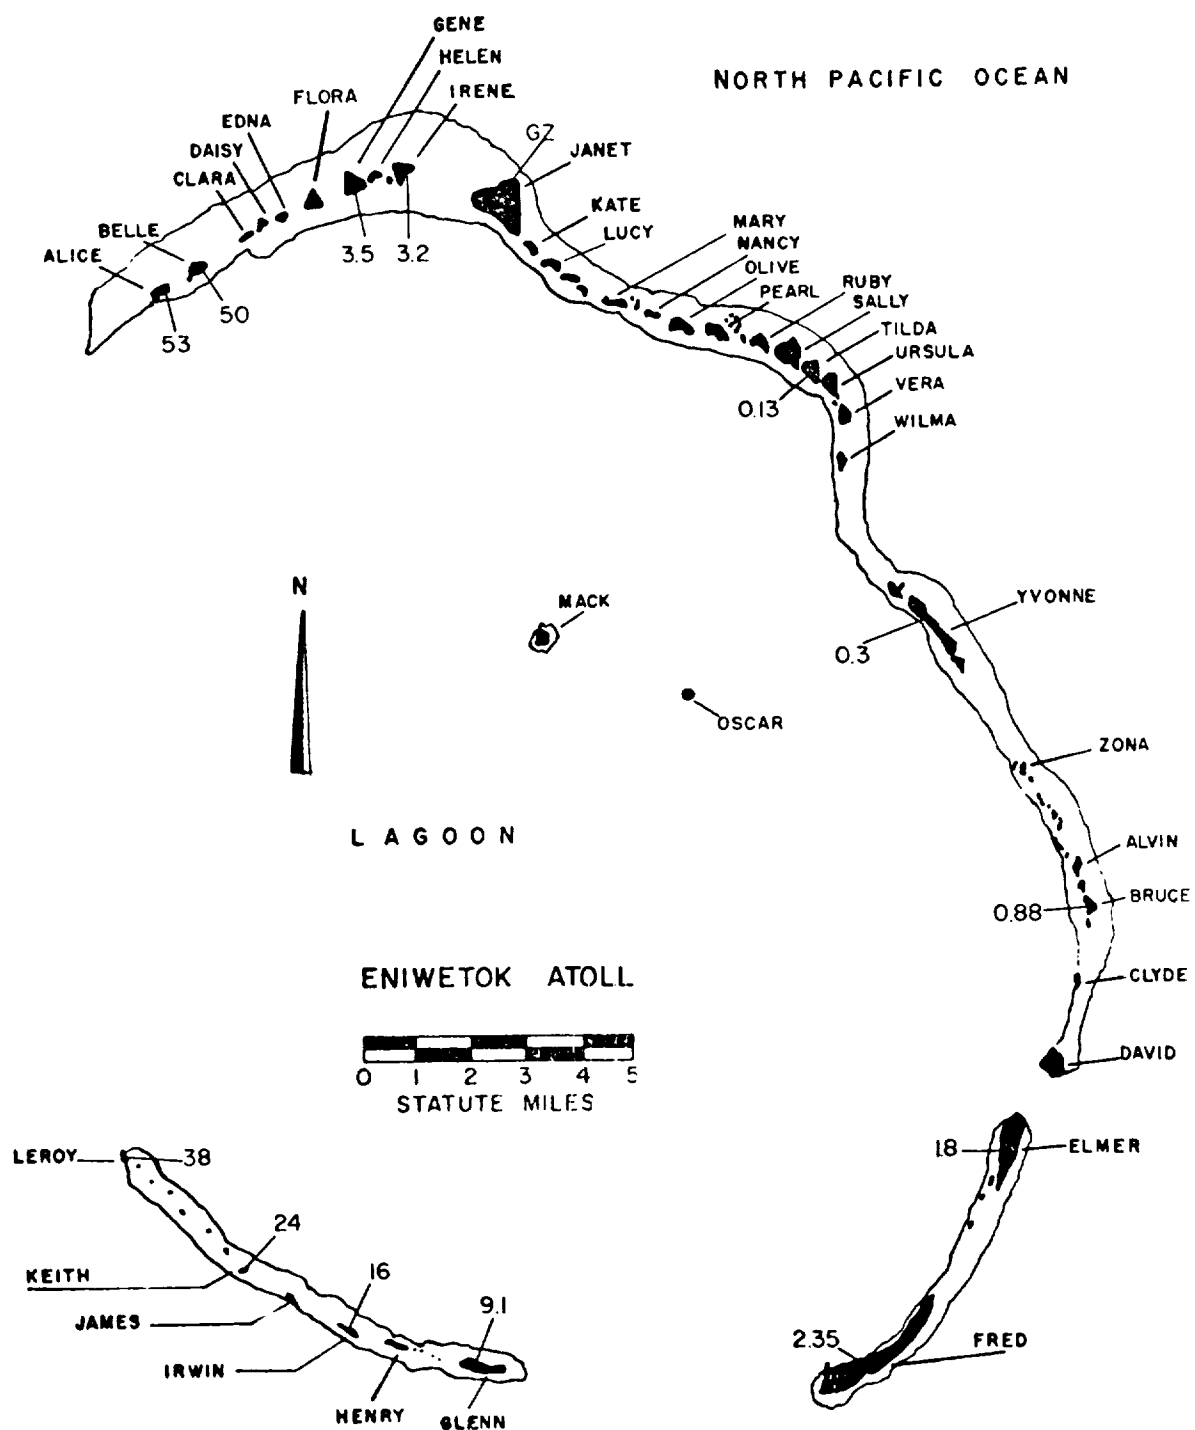 GENE
HELEN
IRENE
NORTH PACIFIC OCEAN
FLORA
EDNA
DAISY
CLARA
GZ
JANET
KATE
LUCY
MARY
NANCY
OLIVE
PEARL
RUBY
SALLY
TILDA
URSULA
VERA
WILMA
BELLE
ALICE
3.5
3.2
50
53
0.13
N
MACK
YVONNE
0.3
OSCAR
ZONA
LAGOON
ALVIN
BRUCE
0.88
CLYDE
ENIWETOK ATOLL
0 1 2 3 4 5
STATUTE MILES
DAVID
LEROY
38
18
ELMER
24
KEITH
16
JAMES
9.1
IRWIN
2.35
FRED
HENRY
GLENN